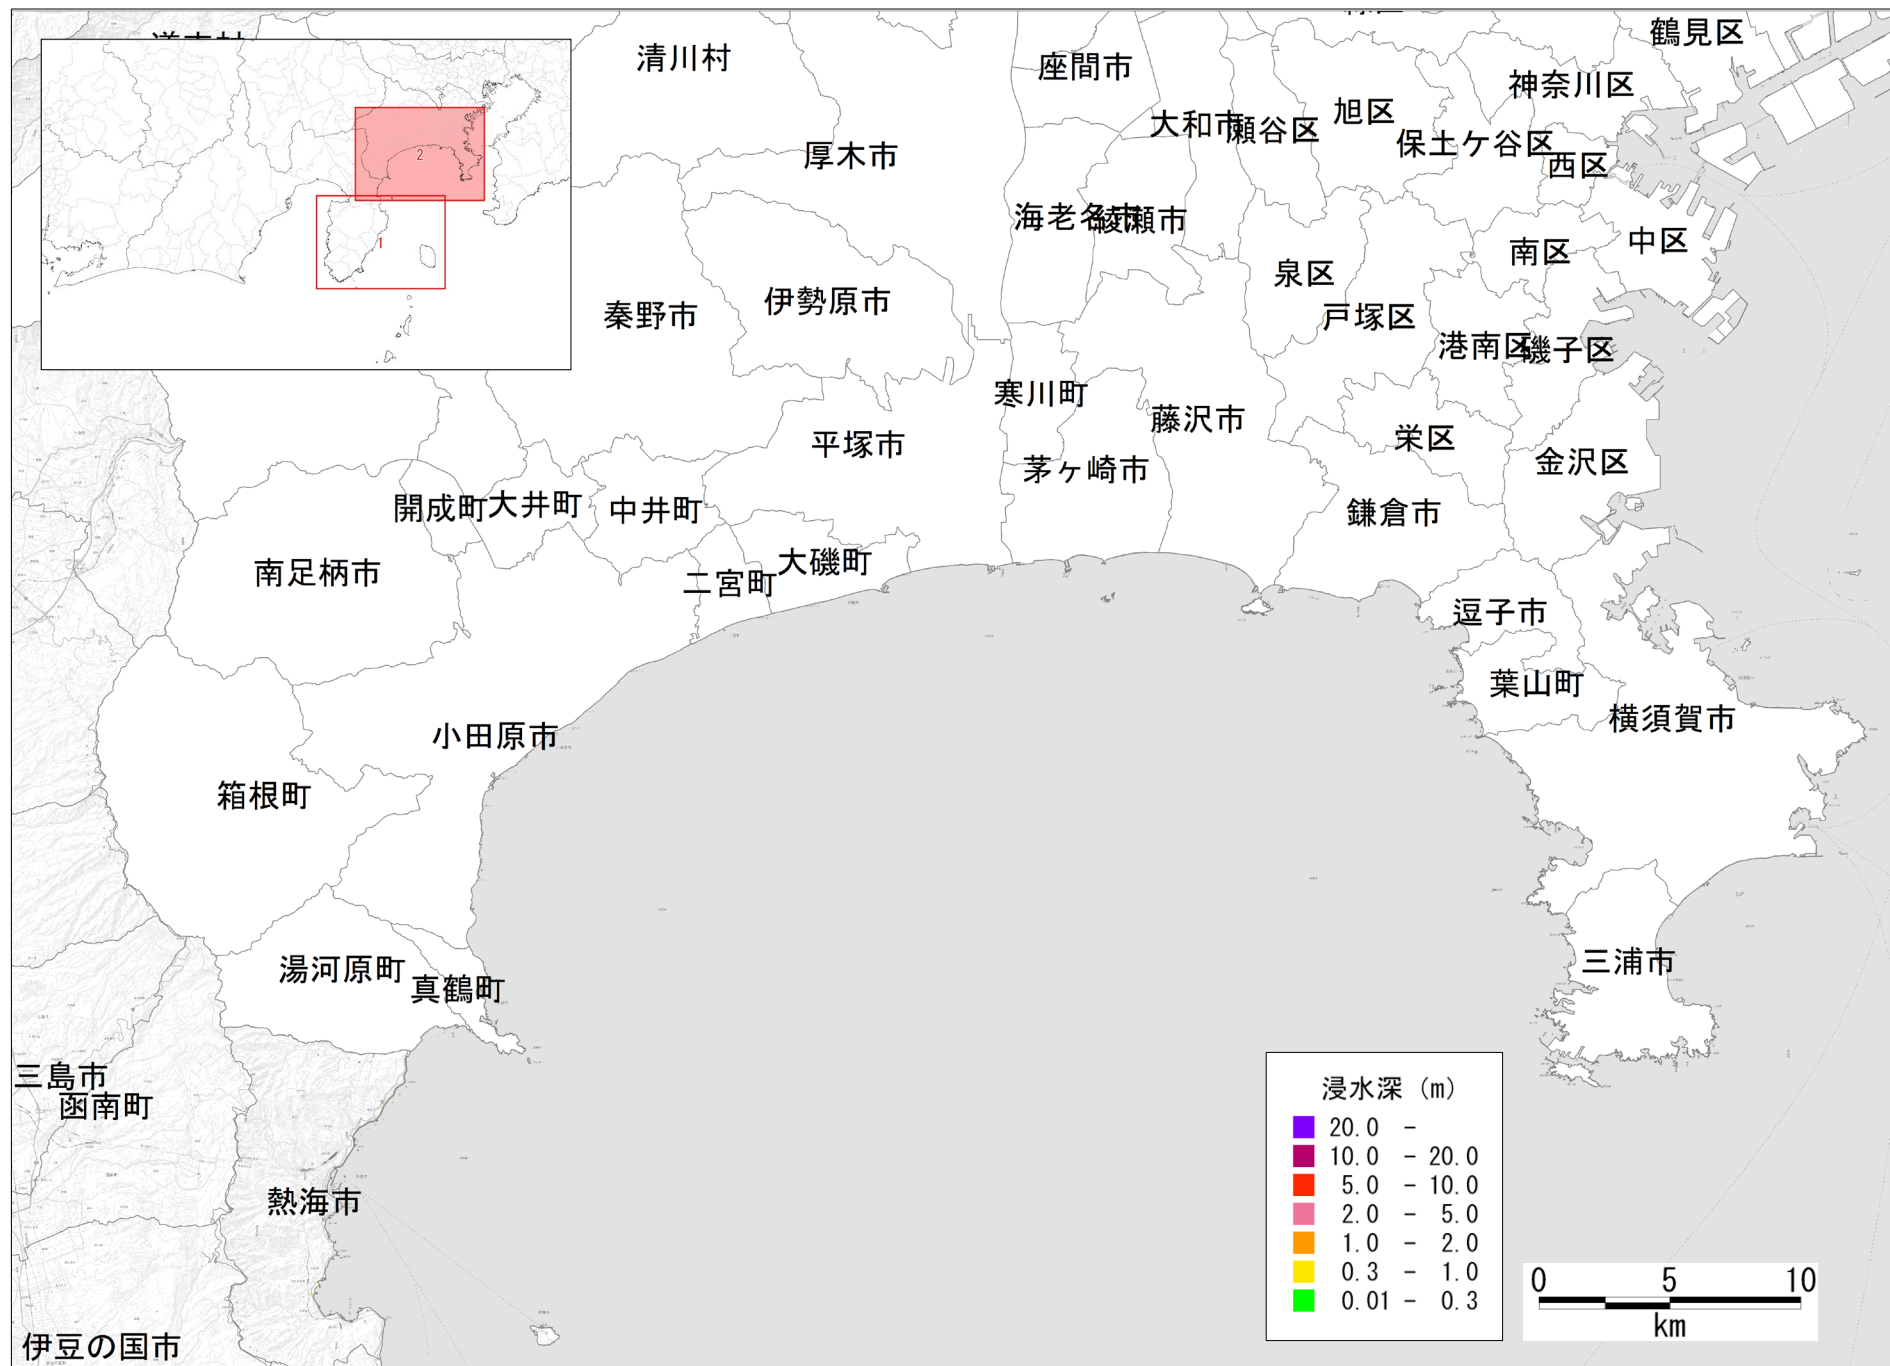 清川村
座間市
鶴見区
神奈川区
大和市
瀬谷区
旭区
保土ケ谷区
西区
厚木市
海老名市
綾瀬市
中区
南区
泉区
伊勢原市
秦野市
戸塚区
港南区
磯子区
寒川町
藤沢市
平塚市
栄区
金沢区
茅ヶ崎市
開成町
大井町
中井町
鎌倉市
南足柄市
二宮町
大磯町
逗子市
葉山町
横須賀市
小田原市
箱根町
三浦市
湯河原町
真鶴町
三島市
函南町
熱海市
伊豆の国市
2
1
浸水深 (m)
20.0 -
10.0 - 20.0
5.0 - 10.0
2.0 - 5.0
1.0 - 2.0
0.3 - 1.0
0.01 - 0.3
0 5 10
km